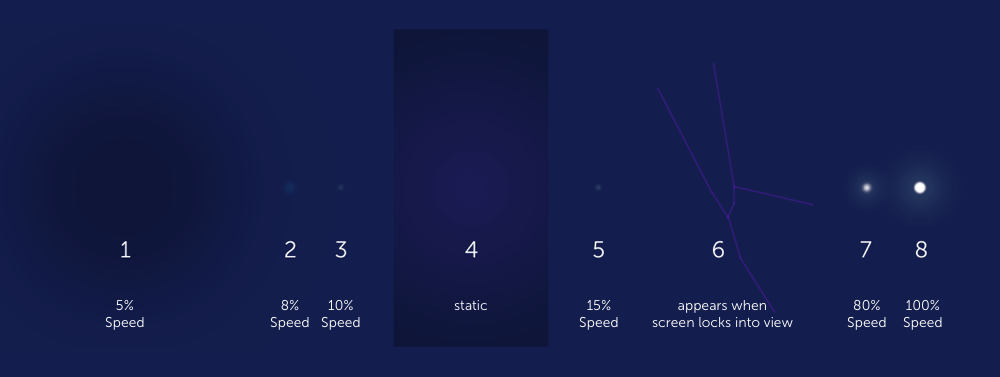 1
2
3
4
5
6
7
8
5%
Speed
8%
Speed
10%
Speed
static
15%
Speed
appears when
screen locks into view
80%
Speed
100%
Speed